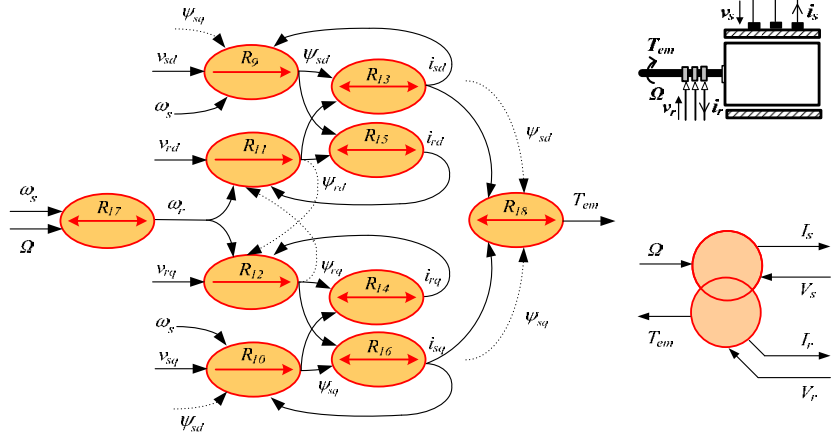 ψsq
vsd
R9
ψsd
isd
ωs
R13
vrd
R11
R15
ird
ψrd
ψsd
ωs
Ω
R17
ωr
R18
Tem
vrq
R12
ψrq
R14
irq
ωs
vsq
R10
ψsq
R16
isq
ψsq
ψsd
vs
is
Tem
Ω
vr
ir
Ω
Is
Vs
Tem
Ir
Vr